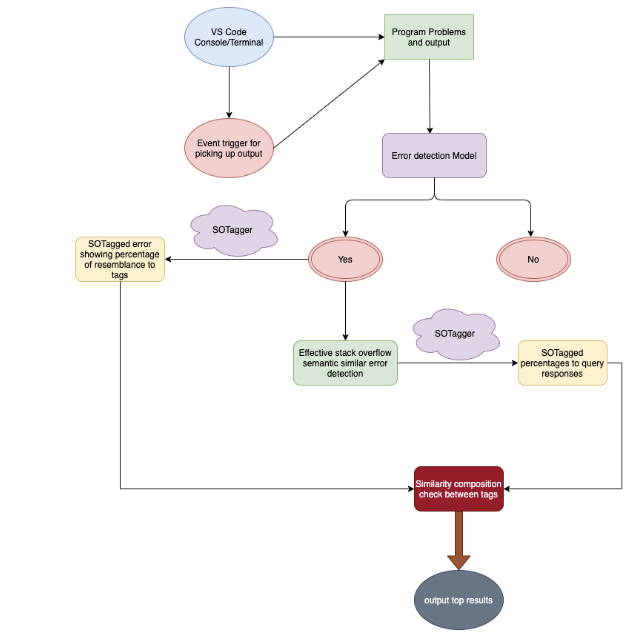 VS Code
Console/Terminal
Program Problems
and output
Event trigger for
picking up output
Error detection Model
SOTagger
SOTagged error
showing percentage
of resemblance to
tags
Yes
No
SOTagger
Effective stack overflow
semantic similar error
detection
SOTagged
percentages to query
responses
Similarity composition
check between tags
output top results